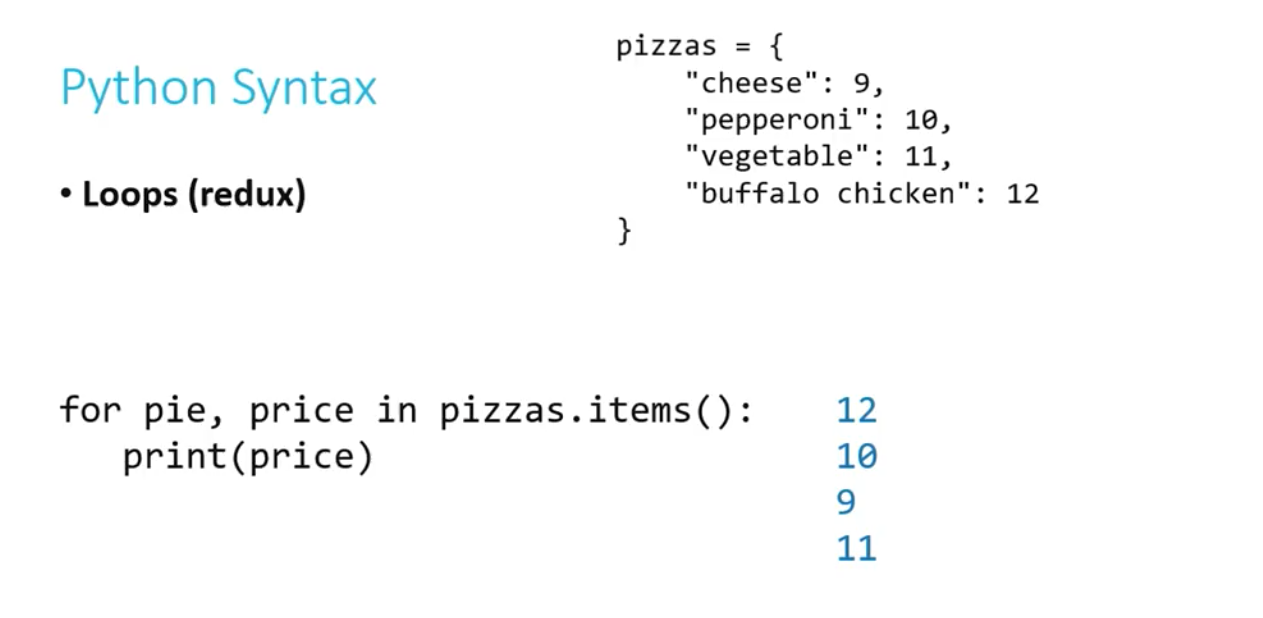 Python Syntax
• Loops (redux)
pizzas = {
    "cheese": 9,
    "pepperoni": 10,
    "vegetable": 11,
    "buffalo chicken": 12
}
for pie, price in pizzas.items():
   print(price)
12
10
9
11